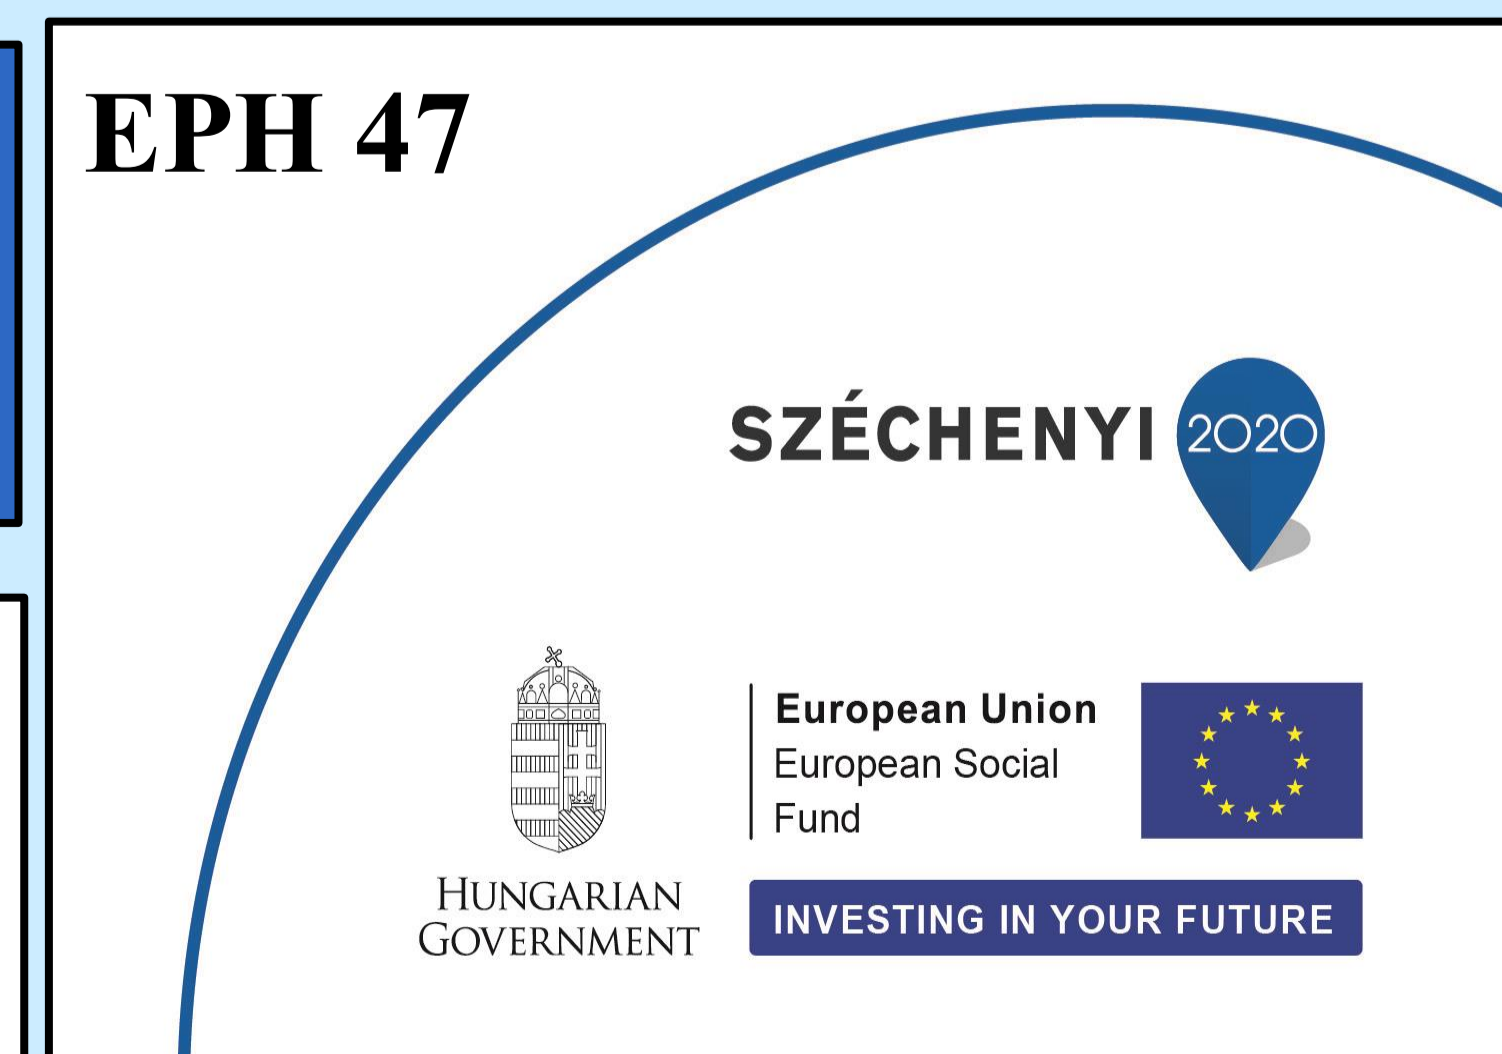 EPH 47
SZÉCHENYI 2020
European Union
European Social
Fund
HUNGARIAN
GOVERNMENT
INVESTING IN YOUR FUTURE